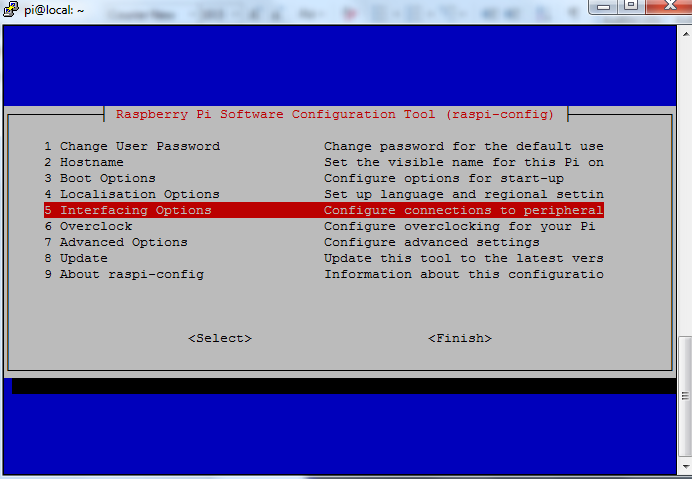 pi@local: ~
Raspberry Pi Software Configuration Tool (raspi-config)
1 Change User Password Change password for the default use
2 Hostname Set the visible name for this Pi on
3 Boot Options Configure options for start-up
4 Localisation Options Set up language and regional settin
5 Interfacing Options Configure connections to peripheral
6 Overclock Configure overclocking for your Pi
7 Advanced Options Configure advanced settings
8 Update Update this tool to the latest vers
9 About raspi-config Information about this configuratio
<Select> <Finish>